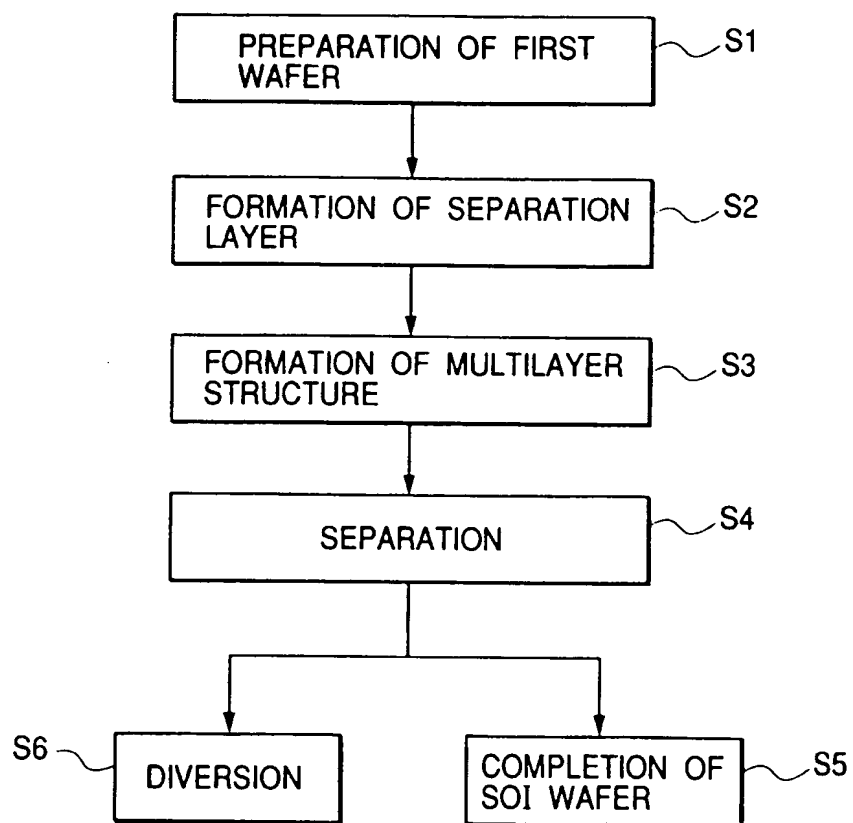 PREPARATION OF FIRST
WAFER
S1
FORMATION OF SEPARATION
LAYER
S2
FORMATION OF MULTILAYER
STRUCTURE
S3
SEPARATION
S4
S6
DIVERSION
COMPLETION OF
SOI WAFER
S5